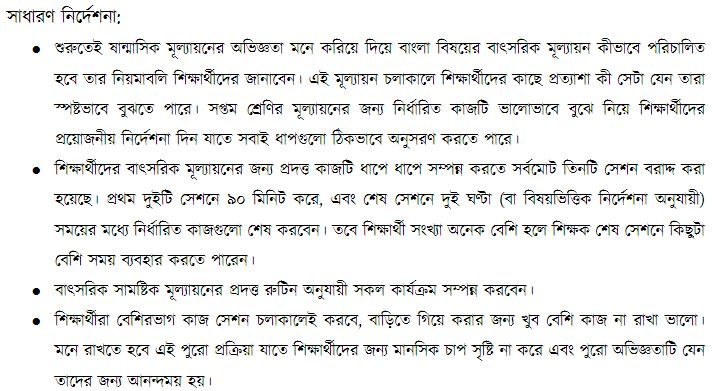 সাধারণ নির্দেশনা:
● শুরুতেই ষান্মাসিক মূল্যায়নের অভিজ্ঞতা মনে করিয়ে দিয়ে বাংলা বিষয়ের বাৎসরিক মূল্যায়ন কীভাবে পরিচালিত
হবে তার নিয়মাবলি শিক্ষার্থীদের জানাবেন। এই মূল্যায়ন চলাকালে শিক্ষার্থীদের কাছে প্রত্যাশা কী সেটা যেন তারা
স্পষ্টভাবে বুঝতে পারে। সপ্তম শ্রেণির মূল্যায়নের জন্য নির্ধারিত কাজটি ভালোভাবে বুঝে নিয়ে শিক্ষার্থীদের
প্রয়োজনীয় নির্দেশনা দিন যাতে সবাই ধাপগুলো ঠিকভাবে অনুসরণ করতে পারে।
● শিক্ষার্থীদের বাৎসরিক মূল্যায়নের জন্য প্রদত্ত কাজটি ধাপে ধাপে সম্পন্ন করতে সর্বমোট তিনটি সেশন বরাদ্দ করা
হয়েছে। প্রথম দুইটি সেশনে ৯০ মিনিট করে, এবং শেষ সেশনে দুই ঘণ্টা (বা বিষয়ভিত্তিক নির্দেশনা অনুযায়ী)
সময়ের মধ্যে নির্ধারিত কাজগুলো শেষ করবেন। তবে শিক্ষার্থী সংখ্যা অনেক বেশি হলে শিক্ষক শেষ সেশনে কিছুটা
বেশি সময় ব্যবহার করতে পারেন।
● বাৎসরিক সামষ্টিক মূল্যায়নের প্রদত্ত রুটিন অনুযায়ী সকল কার্যক্রম সম্পন্ন করবেন।
● শিক্ষার্থীরা বেশিরভাগ কাজ সেশন চলাকালেই করবে, বাড়িতে গিয়ে করার জন্য খুব বেশি কাজ না রাখা ভালো।
মনে রাখতে হবে এই পুরো প্রক্রিয়া যাতে শিক্ষার্থীদের জন্য মানসিক চাপ সৃষ্টি না করে এবং পুরো অভিজ্ঞতাটি যেন
তাদের জন্য আনন্দময় হয়।